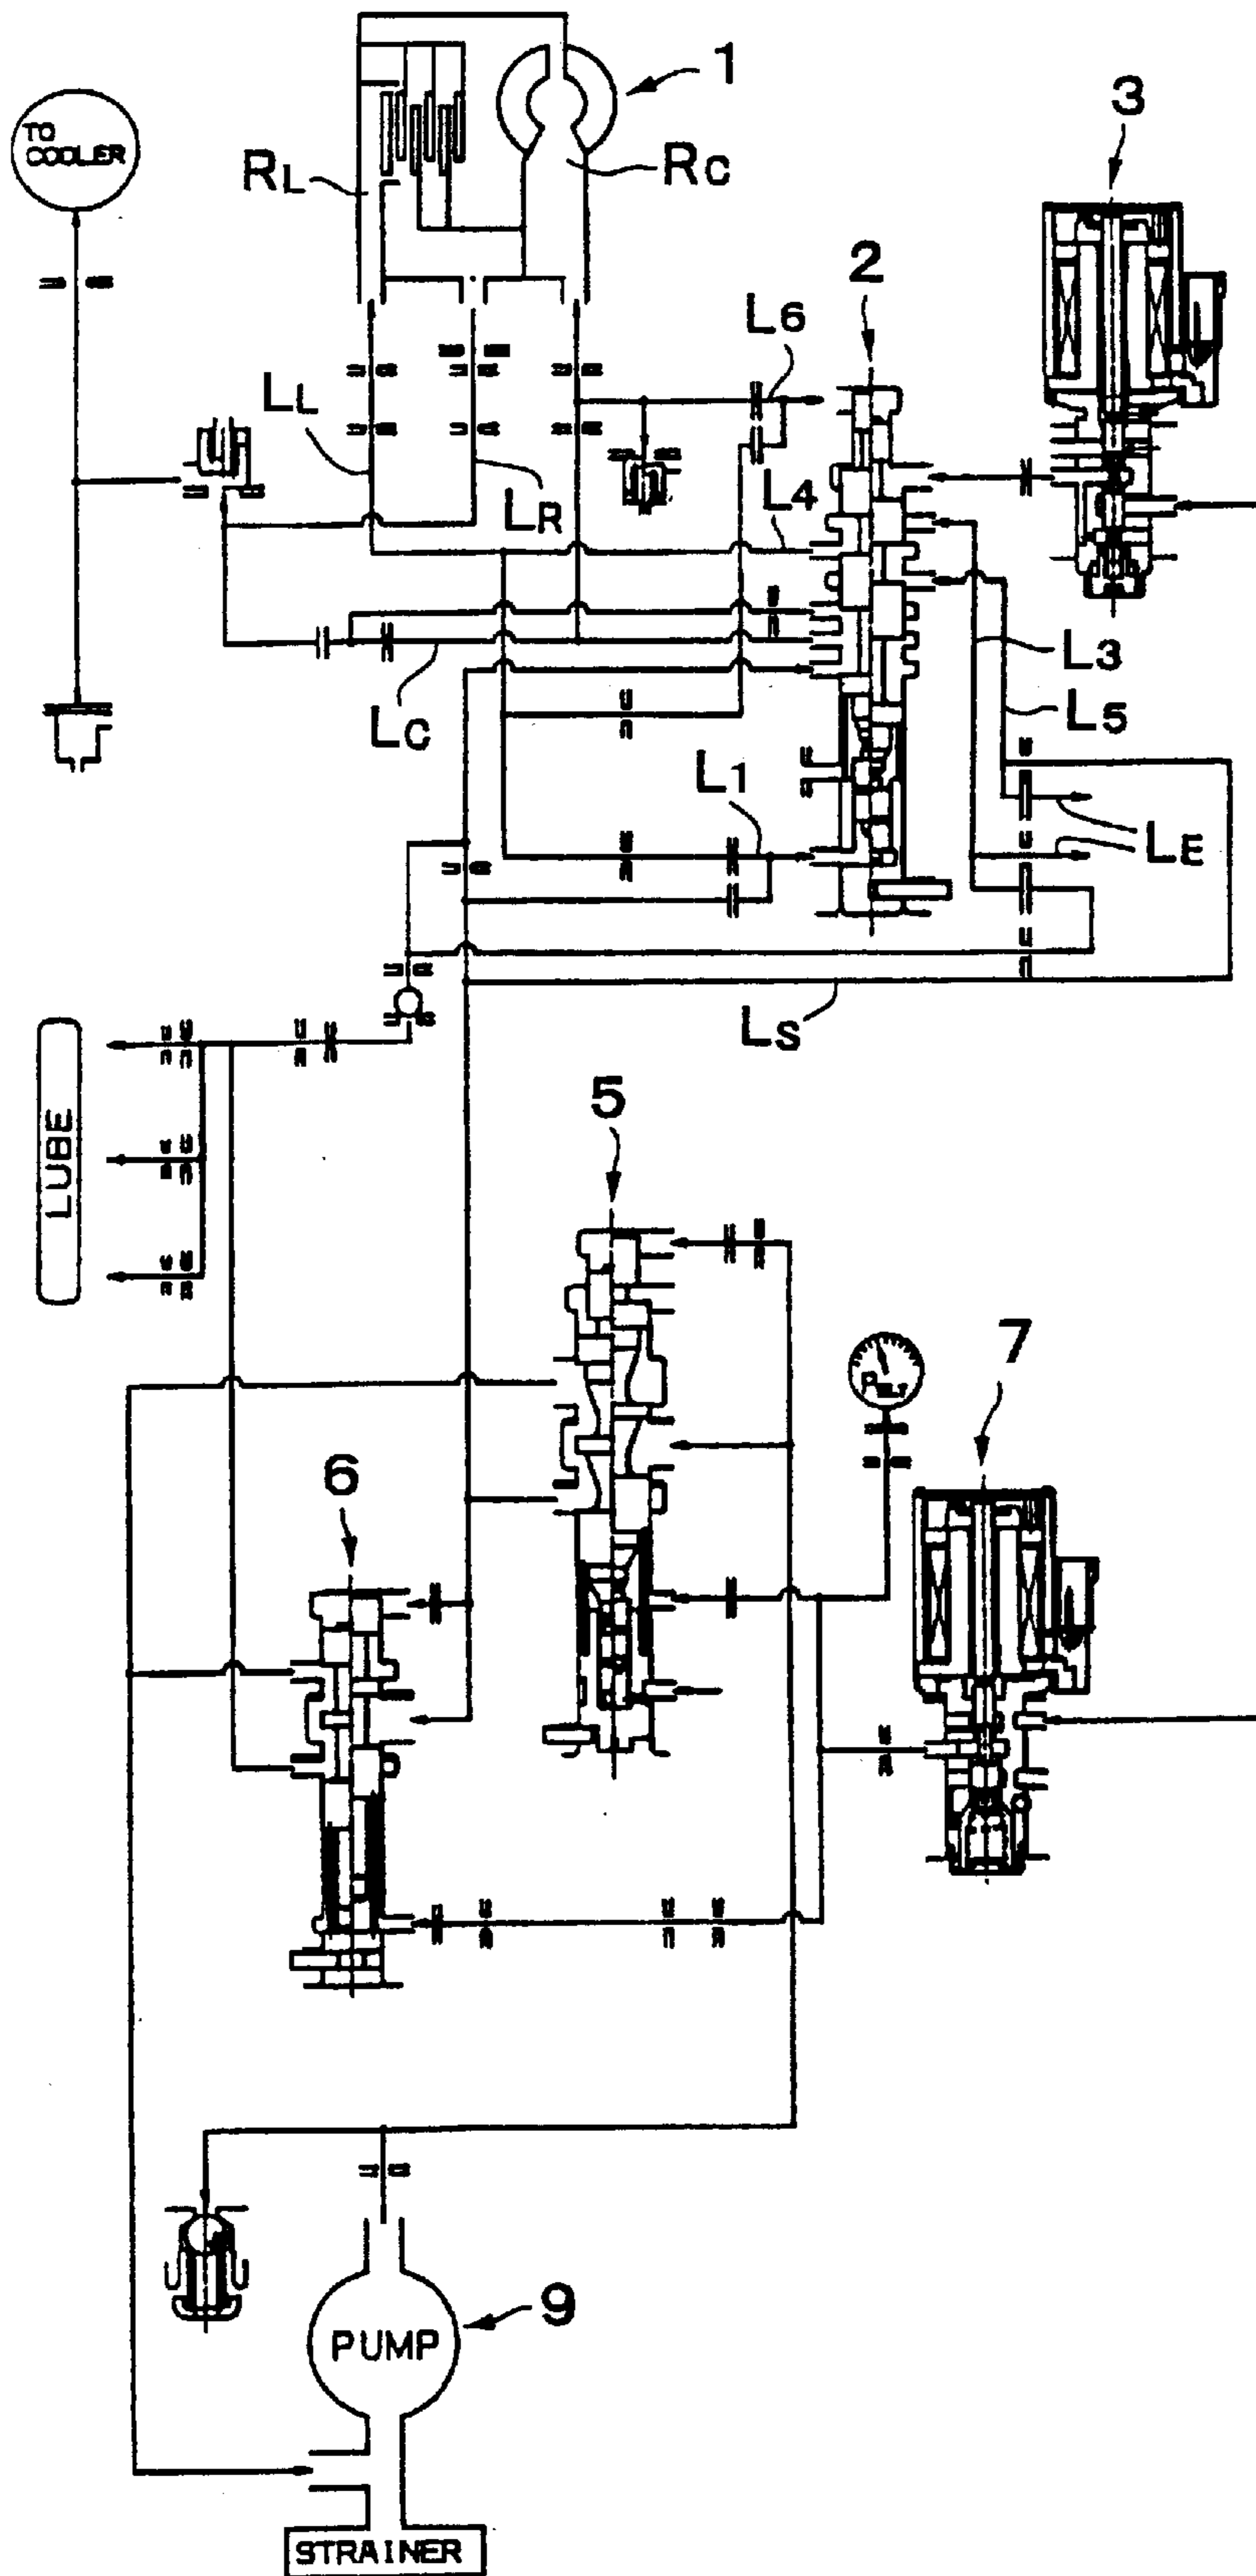 1
3
TO
COOLER
RL
RC
2
L6
LL
LR
L4
L3
L5
LC
L1
LE
LS
5
LUBE
7
6
9
PUMP
STRAINER